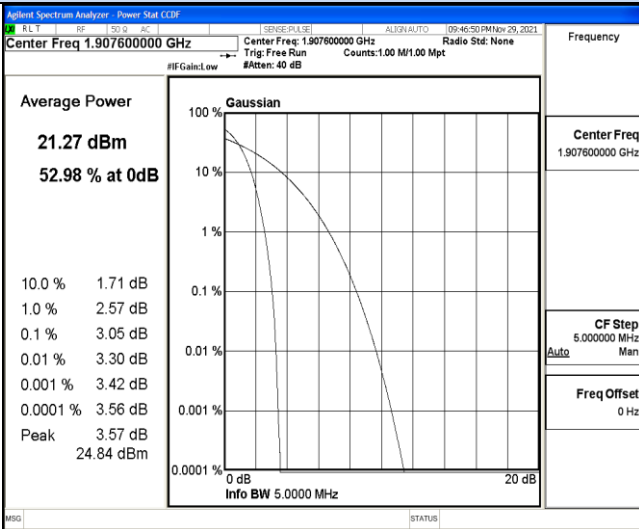 Agilent Spectrum Analyzer - Power Stat CCDF
RLT RF 50 Ω AC SENSE:PULSE ALIGN AUTO 09:46:50 PM Nov 29, 2021
Center Freq 1.907600000 GHz
Center Freq: 1.907600000 GHz Radio Std: None
Trig: Free Run Counts:1.00 M/1.00 Mpt
#IFGain:Low #Atten: 40 dB
Frequency
Average Power
21.27 dBm
52.98 % at 0dB
10.0 % 1.71 dB
1.0 % 2.57 dB
0.1 % 3.05 dB
0.01 % 3.30 dB
0.001 % 3.42 dB
0.0001 % 3.56 dB
Peak 3.57 dB
24.84 dBm
Gaussian
100 %
10 %
1 %
0.1 %
0.01 %
0.001 %
0.0001 %
0 dB 20 dB
Info BW 5.0000 MHz
Center Freq
1.907600000 GHz
CF Step
5.000000 MHz
Auto Man
Freq Offset
0 Hz
MSG STATUS